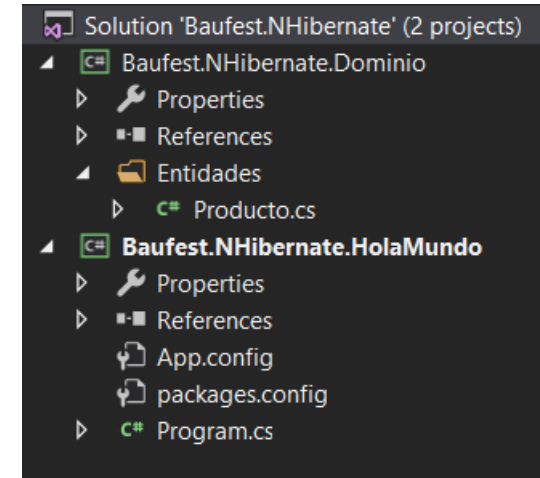 Solution 'Baufest.NHibernate' (2 projects)
C# Baufest.NHibernate.Dominio
Properties
References
Entidades
C# Producto.cs
C# Baufest.NHibernate.HolaMundo
Properties
References
App.config
packages.config
C# Program.cs